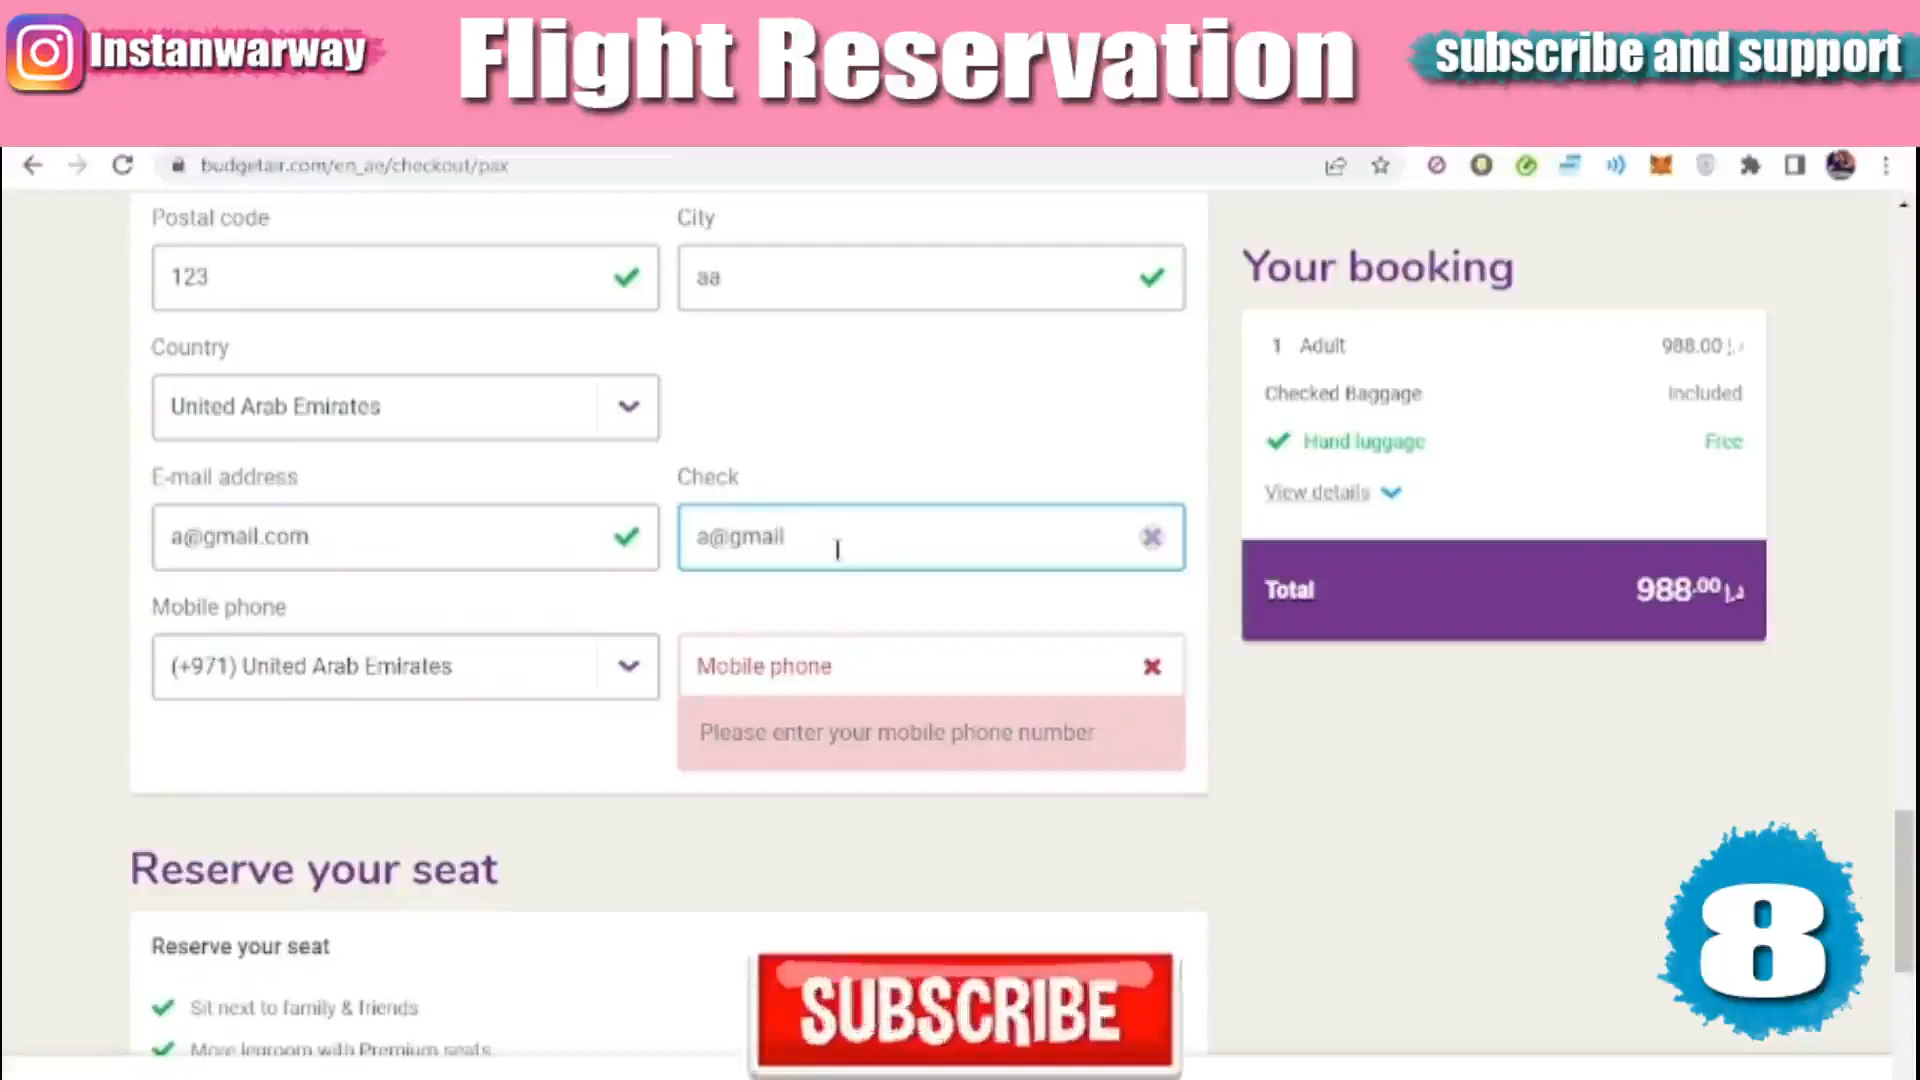 Instanwarway
Flight Reservation
subscribe and support
budgetair.com/en_ae/checkout/pax
Postal code
City
123
aa
Country
United Arab Emirates
E-mail address
Check
a@gmail.com
a@gmail
Mobile phone
(+971) United Arab Emirates
Mobile phone
Please enter your mobile phone number
Your booking
1 Adult 988.00 د.إ
Checked Baggage Included
Hand luggage Free
View details
Total 988.00 د.إ
Reserve your seat
Reserve your seat
Sit next to family & friends
More legroom with Premium seats
SUBSCRIBE
8